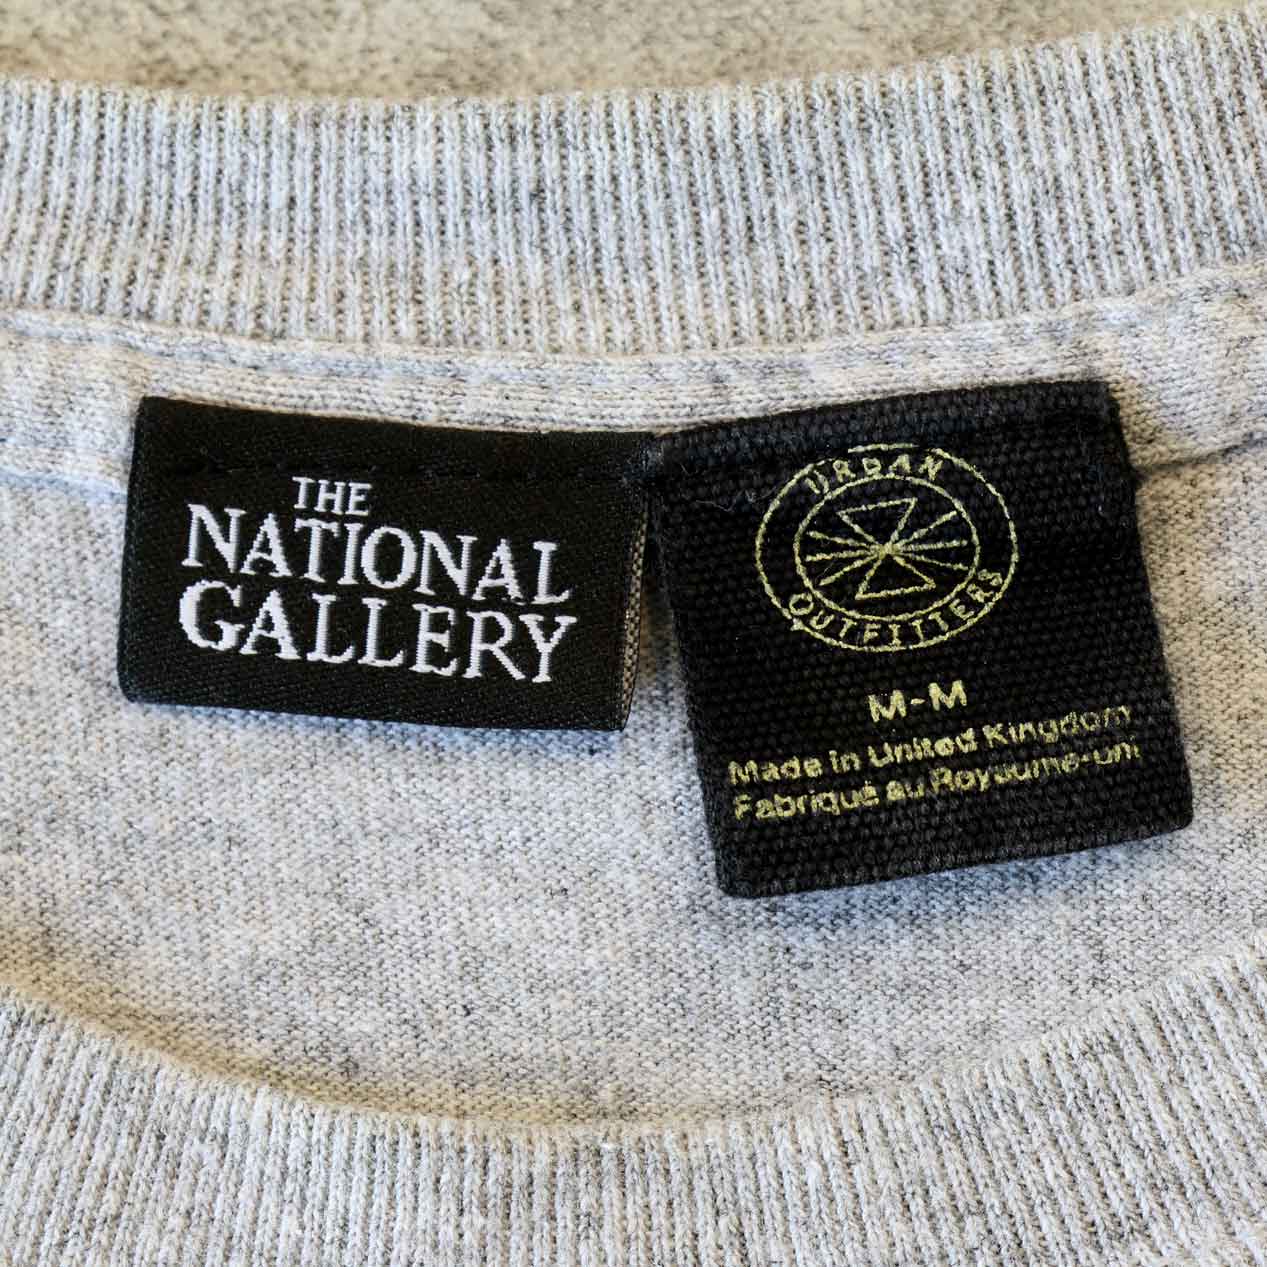 THE
NATIONAL
GALLERY
URBAN
OUTFITTERS
M-M
Made in United Kingdom
Fabriqué au Royaume-uni